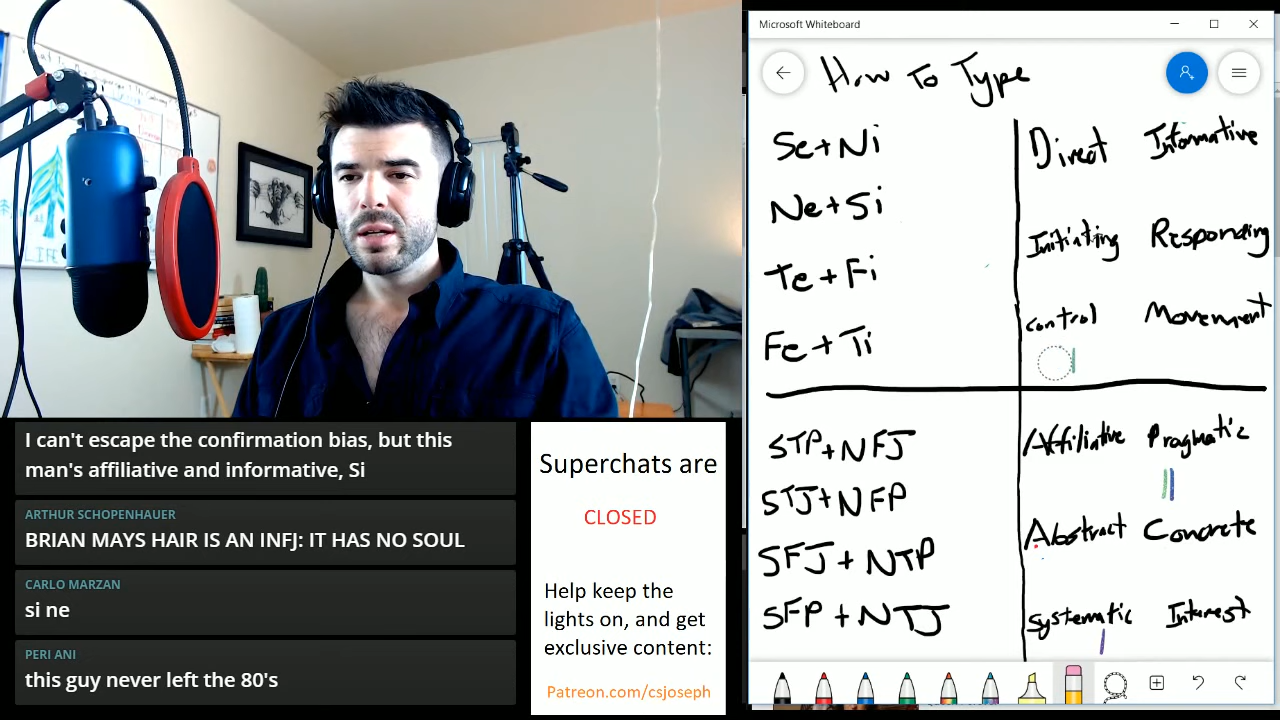 Microsoft Whiteboard
How To Type
Se+Ni
Ne+Si
Te+Fi
Fe+Ti
Direct Informative
Initiating Responding
control Movement
STP+NFJ
STJ+NFP
SFJ+NTP
SFP+NTJ
Affiliative Pragmatic
Abstract Concrete
Systematic Interest
I can't escape the confirmation bias, but this
man's affiliative and informative, Si
ARTHUR SCHOPENHAUER
BRIAN MAYS HAIR IS AN INFJ: IT HAS NO SOUL
CARLO MARZAN
si ne
PERI ANI
this guy never left the 80's
Superchats are
CLOSED
Help keep the
lights on, and get
exclusive content:
Patreon.com/csjoseph